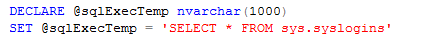 DECLARE @sqlExecTemp nvarchar(1000)
SET @sqlExecTemp = 'SELECT * FROM sys.syslogins'